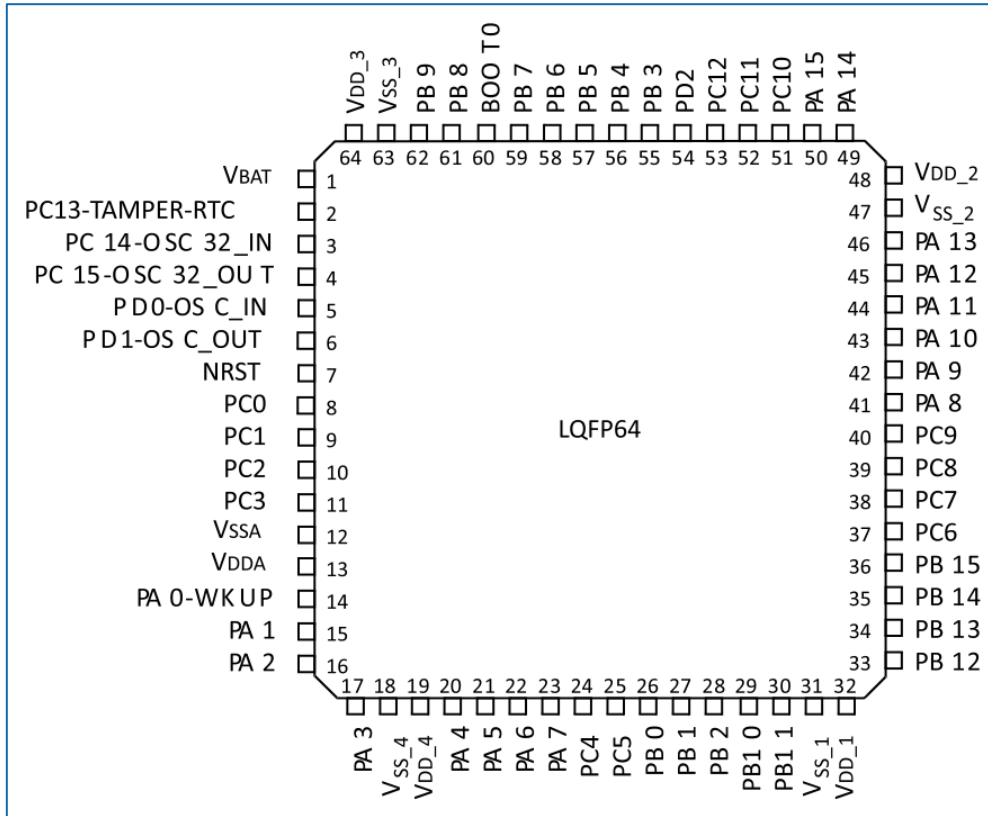 VDD_3 VSS_3 PB 9 PB 8 BOO T0 PB 7 PB 6 PB 5 PB 4 PB 3 PD2 PC12 PC11 PC10 PA 15 PA 14
64 63 62 61 60 59 58 57 56 55 54 53 52 51 50 49
VBAT 1 48 VDD_2
PC13-TAMPER-RTC 2 47 VSS_2
PC 14-O SC 32_IN 3 46 PA 13
PC 15-O SC 32_OU T 4 45 PA 12
P D0-OS C_IN 5 44 PA 11
P D1-OS C_OUT 6 43 PA 10
NRST 7 42 PA 9
PC0 8 41 PA 8
PC1 9 LQFP64 40 PC9
PC2 10 39 PC8
PC3 11 38 PC7
VSSA 12 37 PC6
VDDA 13 36 PB 15
PA 0-WK UP 14 35 PB 14
PA 1 15 34 PB 13
PA 2 16 33 PB 12
17 18 19 20 21 22 23 24 25 26 27 28 29 30 31 32
PA 3 VSS_4 VDD_4 PA 4 PA 5 PA 6 PA 7 PC4 PC5 PB 0 PB 1 PB 2 PB1 0 PB1 1 VSS_1 VDD_1